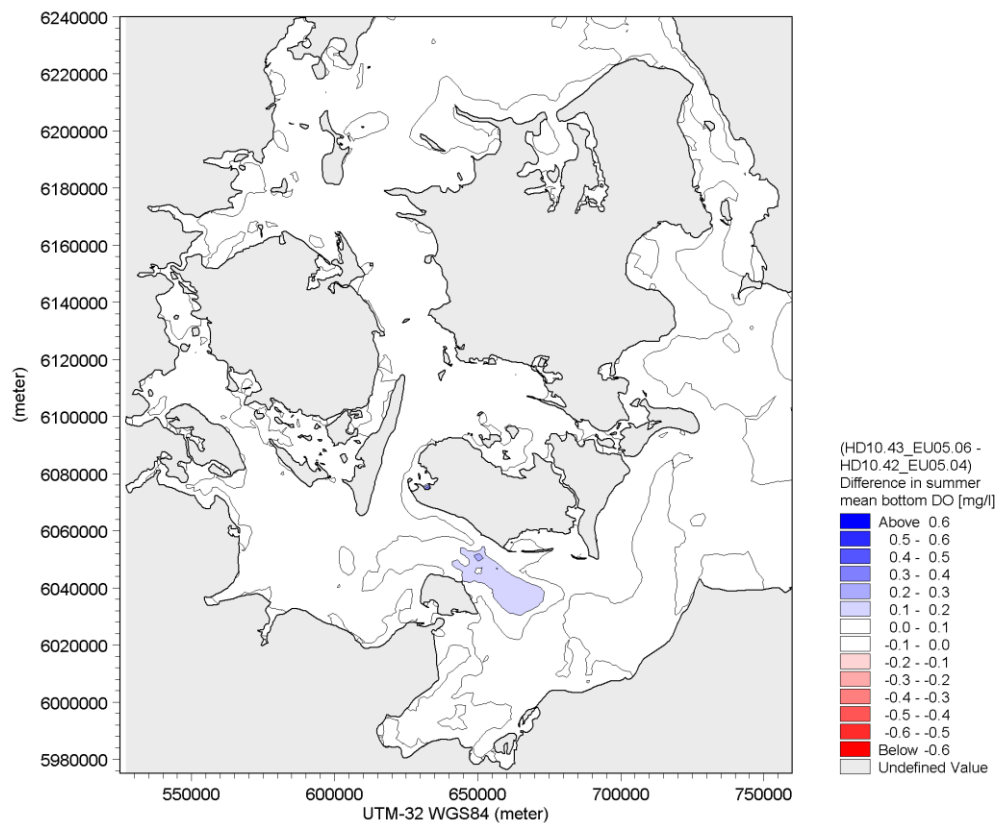 6240000
6220000
6200000
6180000
6160000
6140000
6120000
(meter)
6100000
6080000
6060000
6040000
6020000
6000000
5980000
550000 600000 650000 700000 750000
UTM-32 WGS84 (meter)
(HD10.43_EU05.06 -
HD10.42_EU05.04)
Difference in summer
mean bottom DO [mg/l]
Above 0.6
0.5 - 0.6
0.4 - 0.5
0.3 - 0.4
0.2 - 0.3
0.1 - 0.2
0.0 - 0.1
-0.1 - 0.0
-0.2 - -0.1
-0.3 - -0.2
-0.4 - -0.3
-0.5 - -0.4
-0.6 - -0.5
Below -0.6
Undefined Value